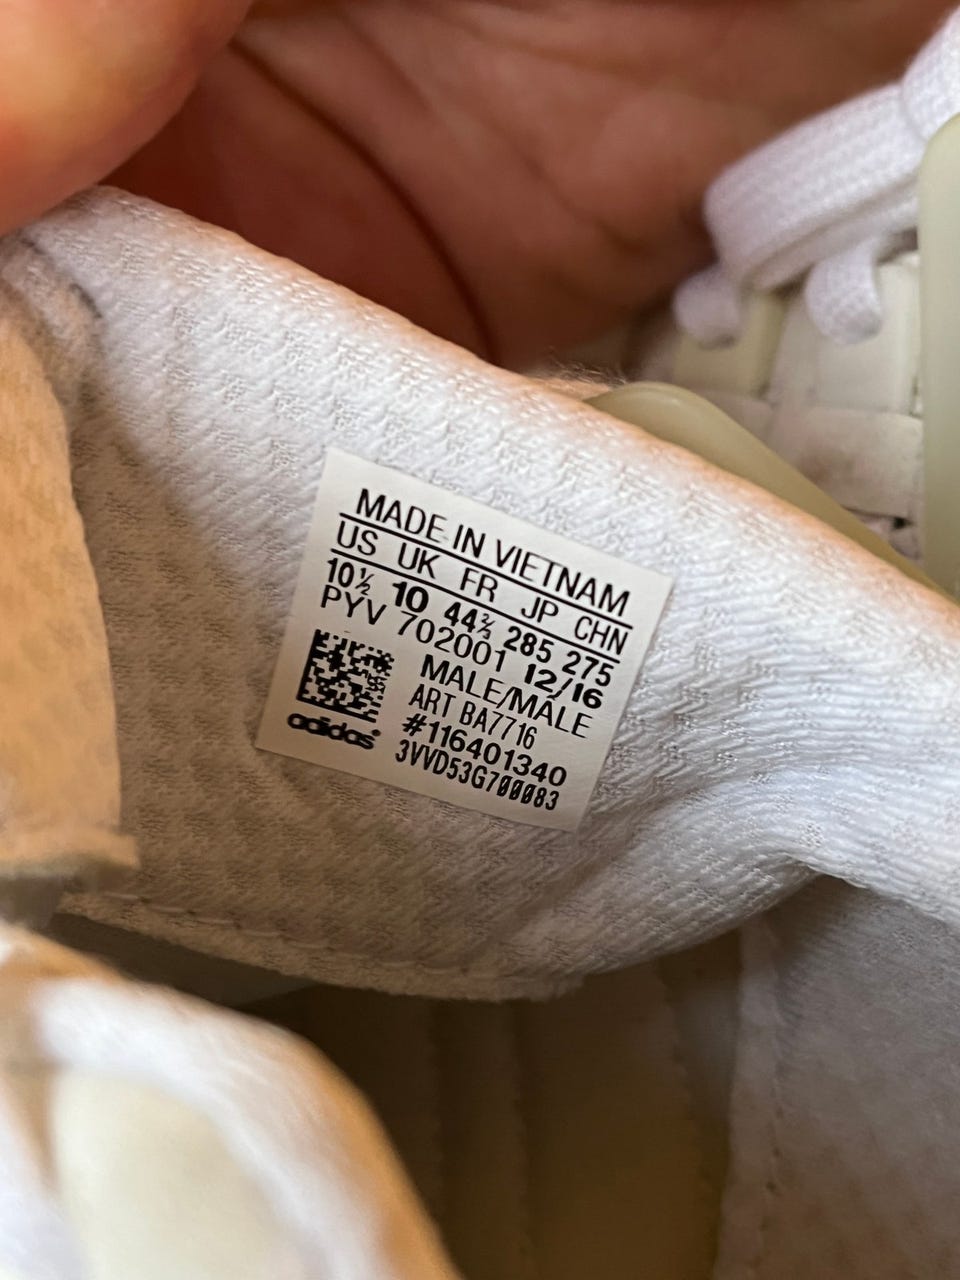 MADE IN VIETNAM
US UK FR JP CHN
10½ 10 44⅔ 285 275
PYV 702001 12/16
MALE/MÂLE
ART BA7716
#116401340
3VVD53G700083
adidas®